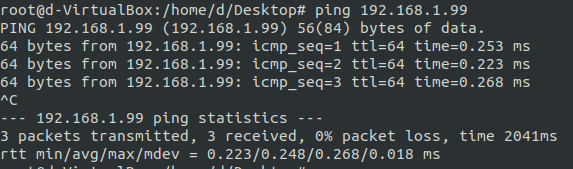 root@d-VirtualBox:/home/d/Desktop# ping 192.168.1.99
PING 192.168.1.99 (192.168.1.99) 56(84) bytes of data.
64 bytes from 192.168.1.99: icmp_seq=1 ttl=64 time=0.253 ms
64 bytes from 192.168.1.99: icmp_seq=2 ttl=64 time=0.223 ms
64 bytes from 192.168.1.99: icmp_seq=3 ttl=64 time=0.268 ms
^C
--- 192.168.1.99 ping statistics ---
3 packets transmitted, 3 received, 0% packet loss, time 2041ms
rtt min/avg/max/mdev = 0.223/0.248/0.268/0.018 ms